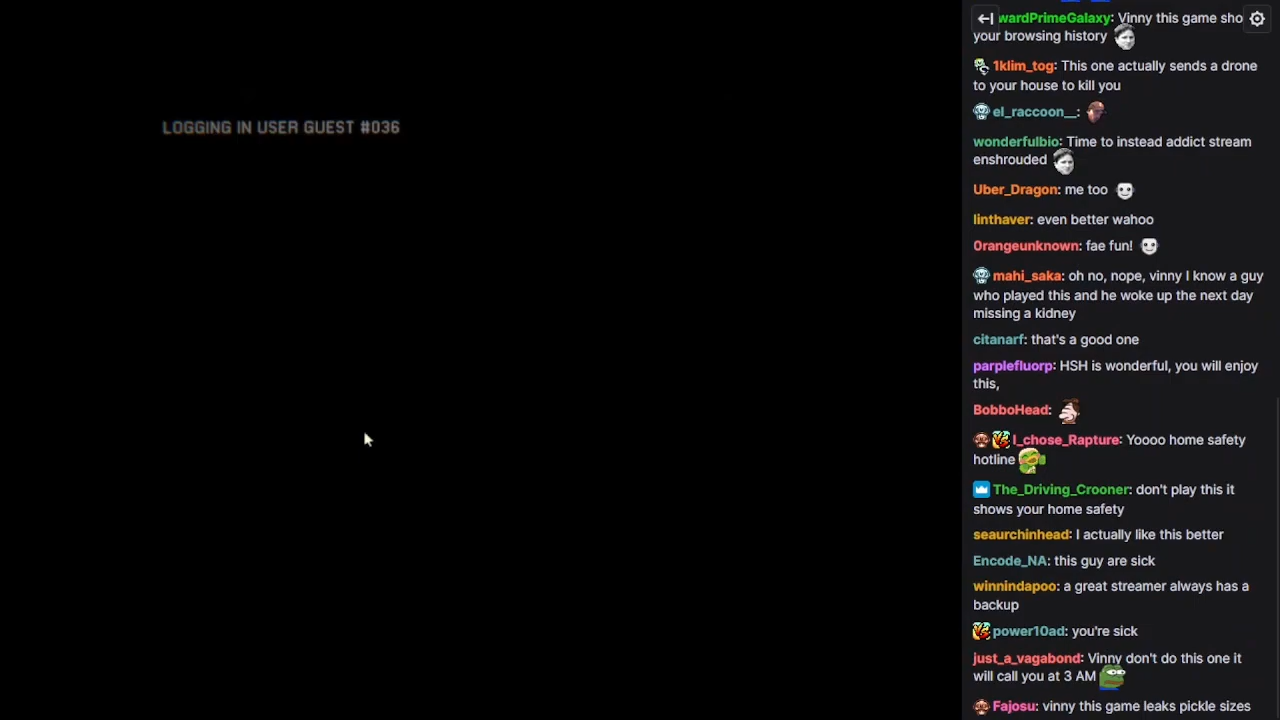 LOGGING IN USER GUEST #036
wardPrimeGalaxy: Vinny this game sho
your browsing history
1klim_tog: This one actually sends a drone
to your house to kill you
el_raccoon__:
wonderfulbio: Time to instead addict stream
enshrouded
Uber_Dragon: me too
linthaver: even better wahoo
0rangeunknown: fae fun!
mahi_saka: oh no, nope, vinny I know a guy
who played this and he woke up the next day
missing a kidney
citanarf: that's a good one
parplefluorp: HSH is wonderful, you will enjoy
this,
BobboHead:
I_chose_Rapture: Yoooo home safety
hotline
The_Driving_Crooner: don't play this it
shows your home safety
seaurchinhead: I actually like this better
Encode_NA: this guy are sick
winnindapoo: a great streamer always has a
backup
power10ad: you're sick
just_a_vagabond: Vinny don't do this one it
will call you at 3 AM
Fajosu: vinny this game leaks pickle sizes